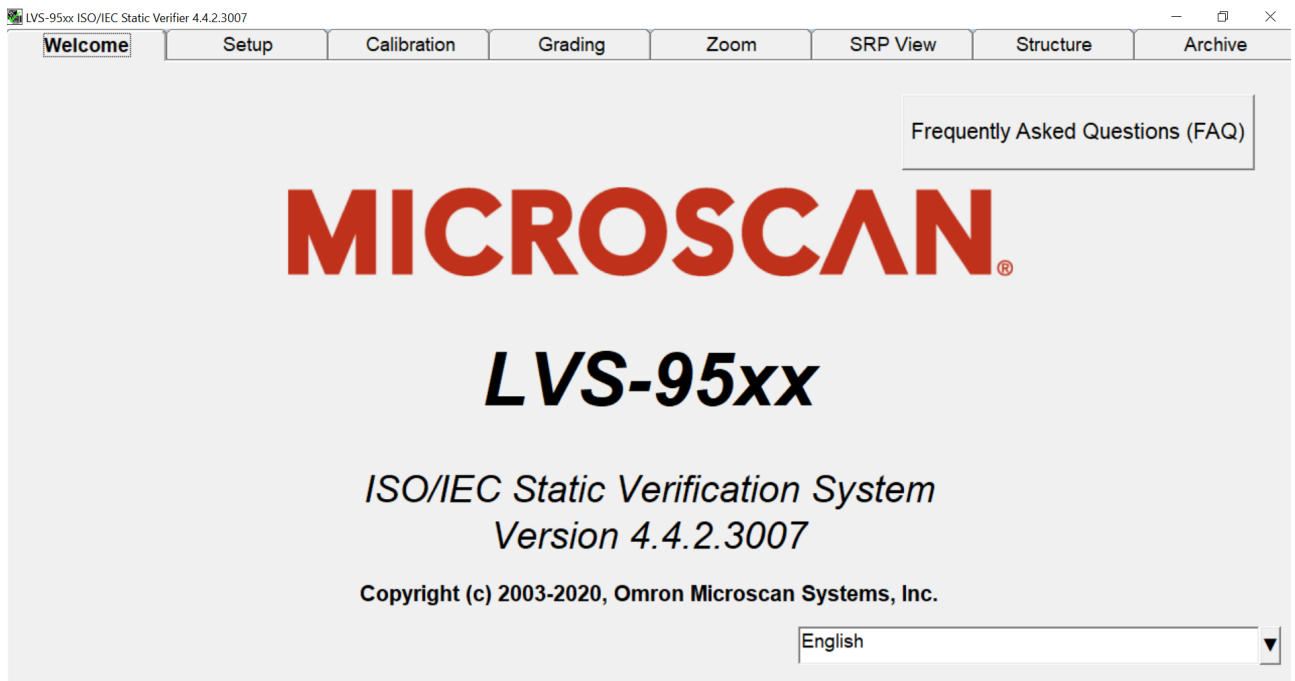 LVS-95xx ISO/IEC Static Verifier 4.4.2.3007
Welcome Setup Calibration Grading Zoom SRP View Structure Archive
Frequently Asked Questions (FAQ)
MICROSCAN®
LVS-95xx
ISO/IEC Static Verification System
Version 4.4.2.3007
Copyright (c) 2003-2020, Omron Microscan Systems, Inc.
English